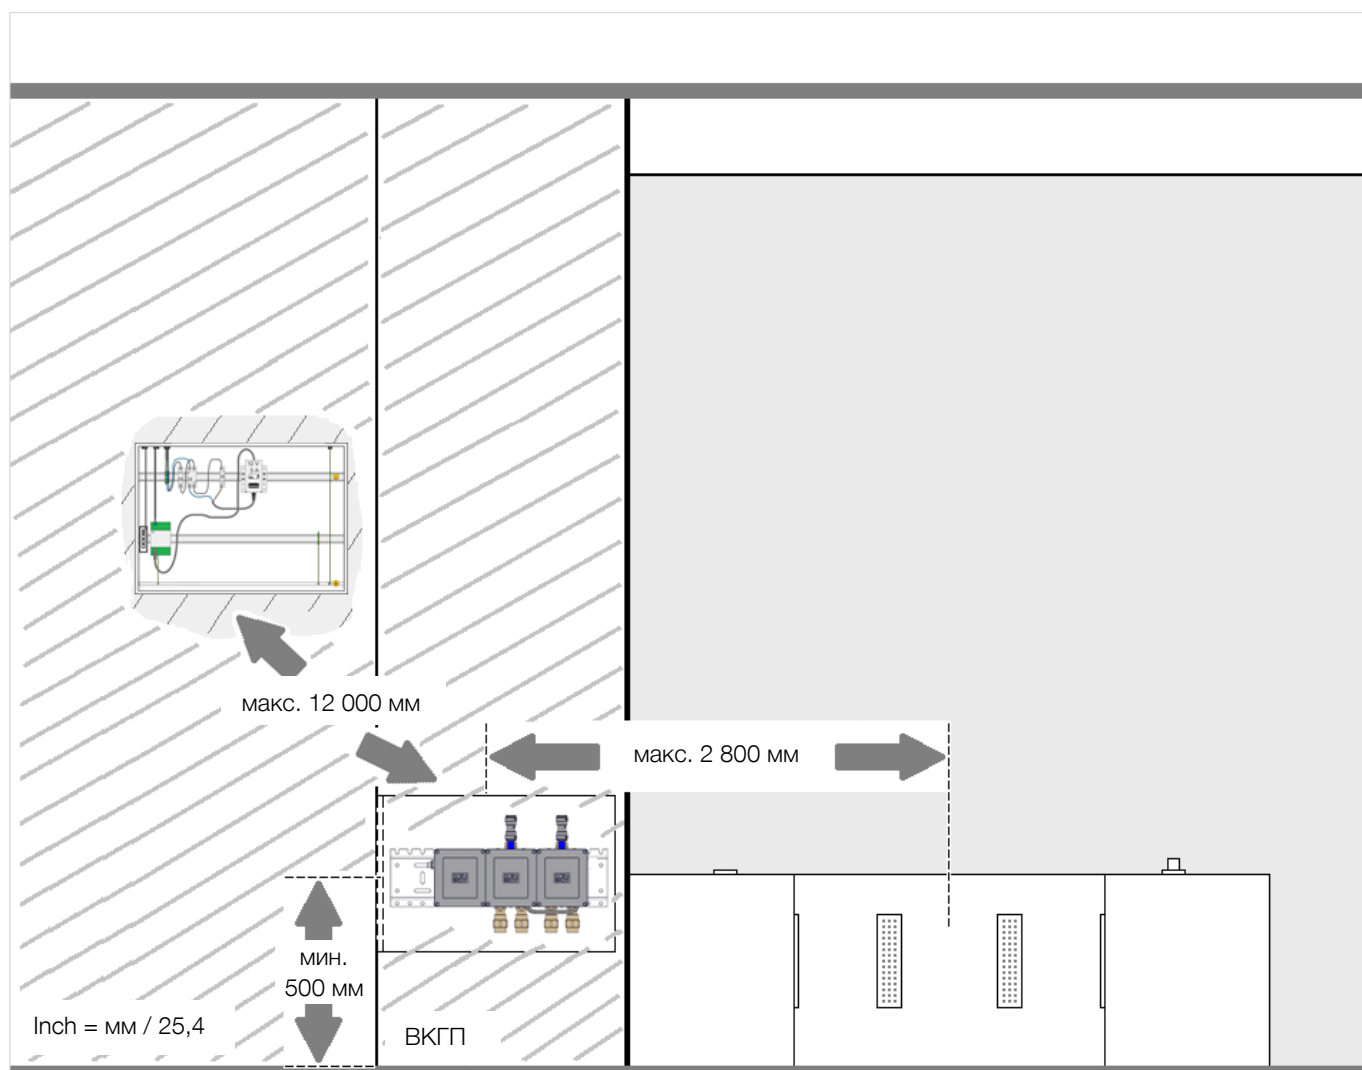 макс. 12 000 мм
макс. 2 800 мм
мин.
500 мм
Inch = мм / 25,4
ВКГП